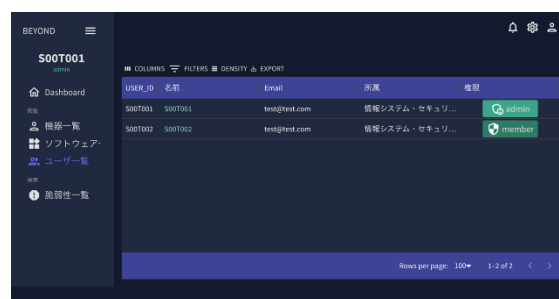 BEYOND
S00T001
admin
Dashboard
機器一覧
ソフトウェア·
ユーザー一覧
脆弱性一覧
COLUMNS FILTERS DENSITY EXPORT
USER_ID 名前 Email 所属 権限
S00T001 S00T001 test@test.com 情報システム・セキュリ... admin
S00T002 S00T002 test@test.com 情報システム・セキュリ... member
Rows per page: 100 1–2 of 2